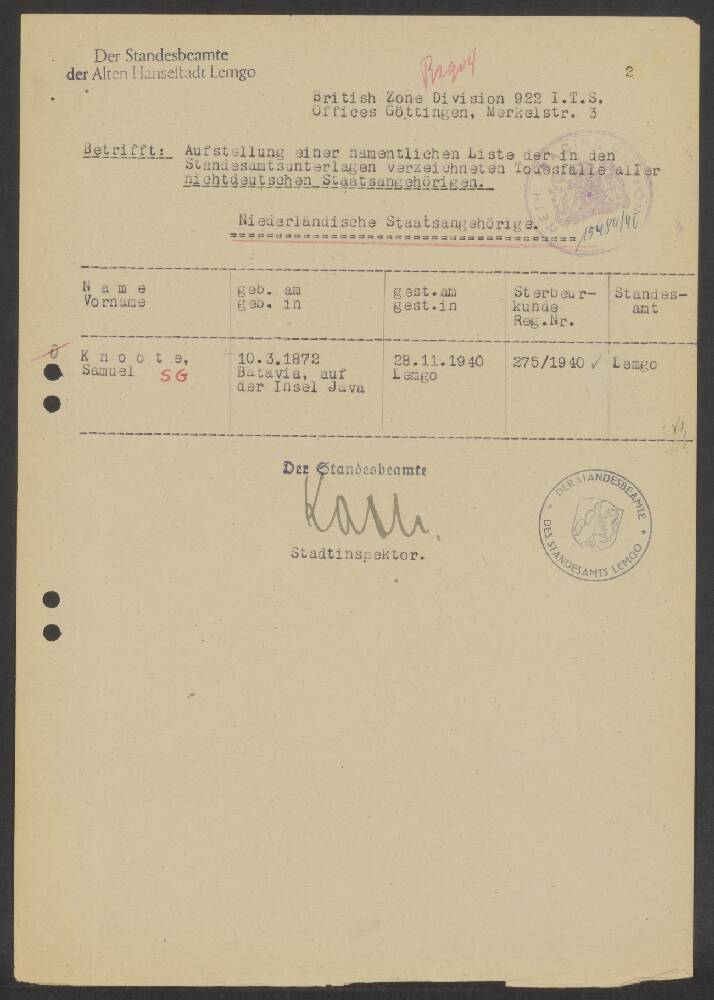 Der Standesbeamte
der Alten Hansestadt Lemgo
2
British Zone Division 922 I.T.S.
Offices Göttingen, Merkelstr. 3
Betrifft: Aufstellung einer namentlichen Liste der in den
Standesamtsunterlagen verzeichneten Todesfälle aller
nichtdeutschen Staatsangehörigen.
Niederländische Staatsangehörige.
N a m e geb. am gest.am Sterbeur- Standes-
Vorname geb. in gest.in kunde amt
Reg.Nr.
K n o o t e, 10.3.1872 28.11.1940 275/1940 ✓ Lemgo
Samuel SG Batavia, auf Lemgo
der Insel Java
Der Standesbeamte
Stadtinspektor.
DER STANDESBEAMTE
DES STANDESAMTS LEMGO